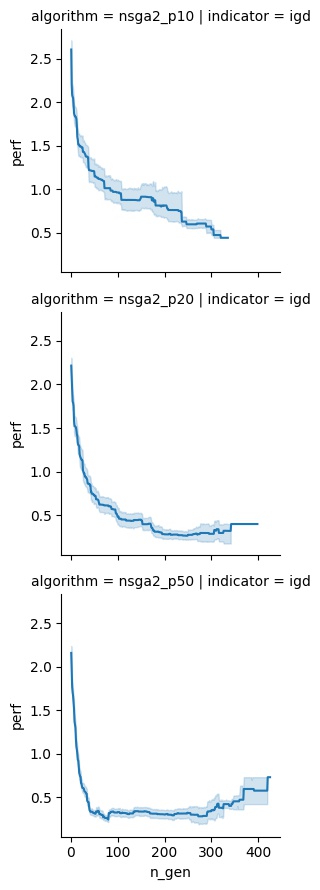 algorithm = nsga2_p10 | indicator = igd
2.5
2.0
1.5
1.0
0.5
perf
algorithm = nsga2_p20 | indicator = igd
2.5
2.0
1.5
1.0
0.5
perf
algorithm = nsga2_p50 | indicator = igd
2.5
2.0
1.5
1.0
0.5
perf
0 100 200 300 400
n_gen